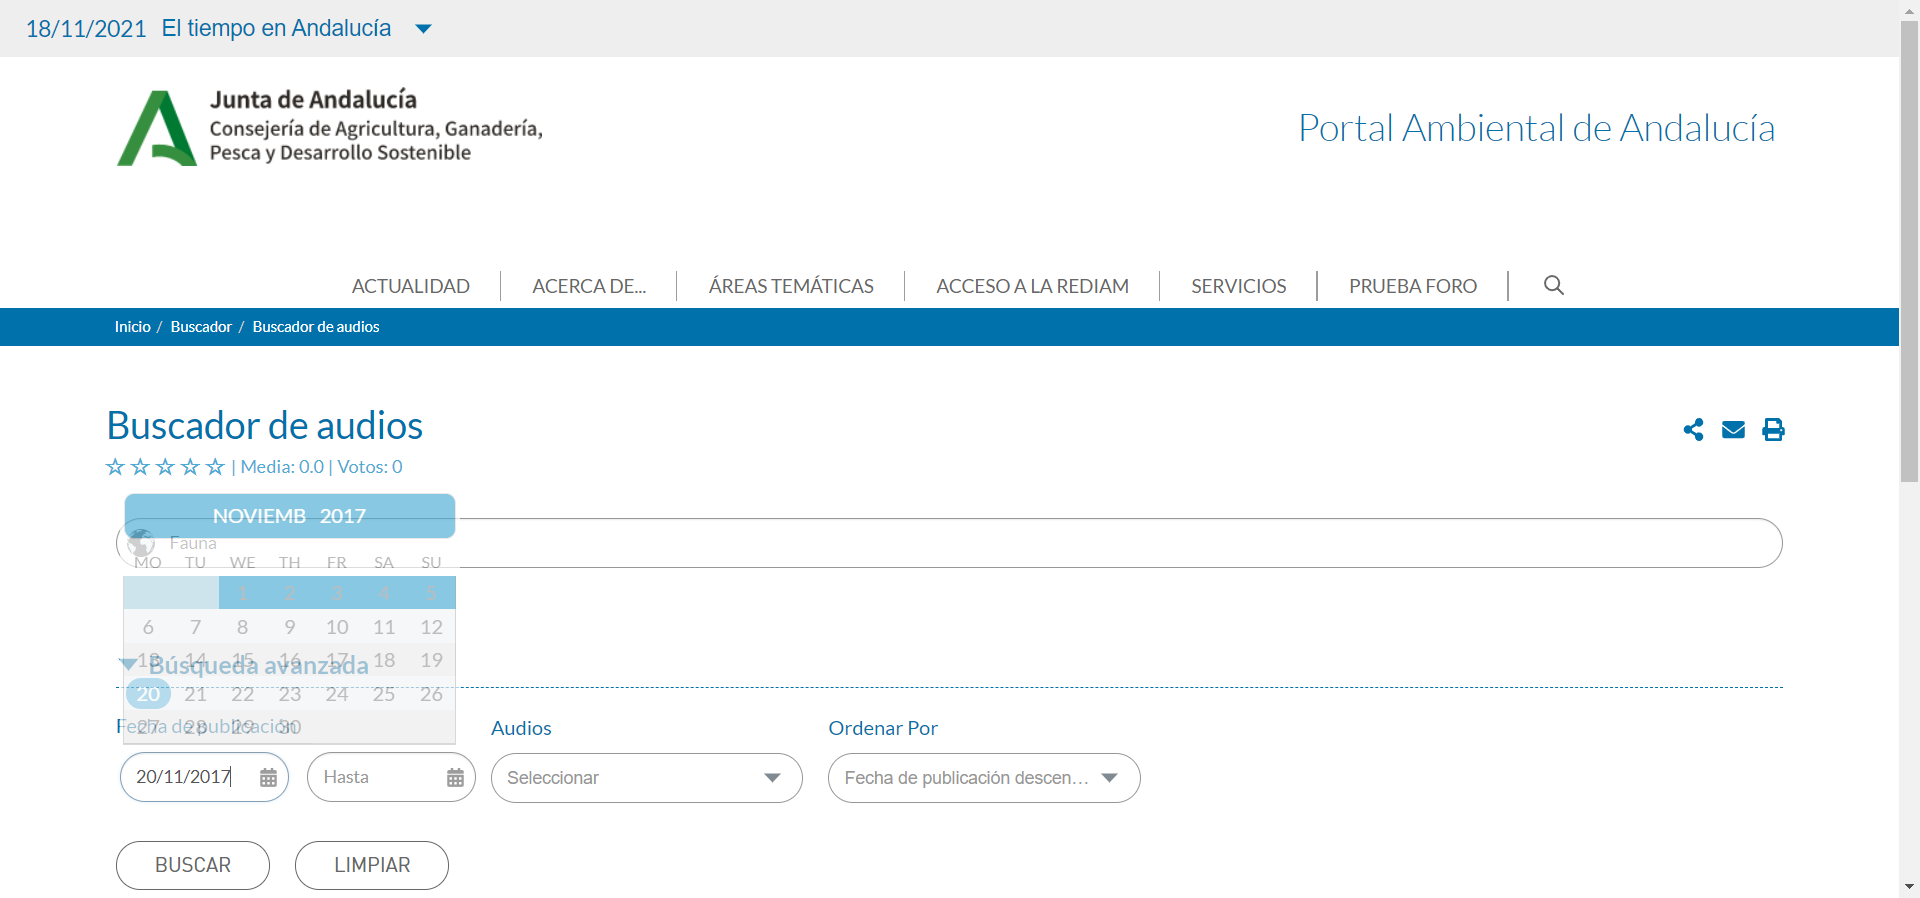 18/11/2021 El tiempo en Andalucía
Junta de Andalucía
Consejería de Agricultura, Ganadería,
Pesca y Desarrollo Sostenible
Portal Ambiental de Andalucía
ACTUALIDAD ACERCA DE... ÁREAS TEMÁTICAS ACCESO A LA REDIAM SERVICIOS PRUEBA FORO
Inicio / Buscador / Buscador de audios
Buscador de audios
| Media: 0.0 | Votos: 0
NOVIEMB 2017
Fauna
MO TU WE TH FR SA SU
1 2 3 4 5
6 7 8 9 10 11 12
13 14 15 16 17 18 19
Búsqueda avanzada
20 21 22 23 24 25 26
27 28 29 30
Fecha de publicación Audios Ordenar Por
20/11/2017 Hasta Seleccionar Fecha de publicación descen...
BUSCAR LIMPIAR